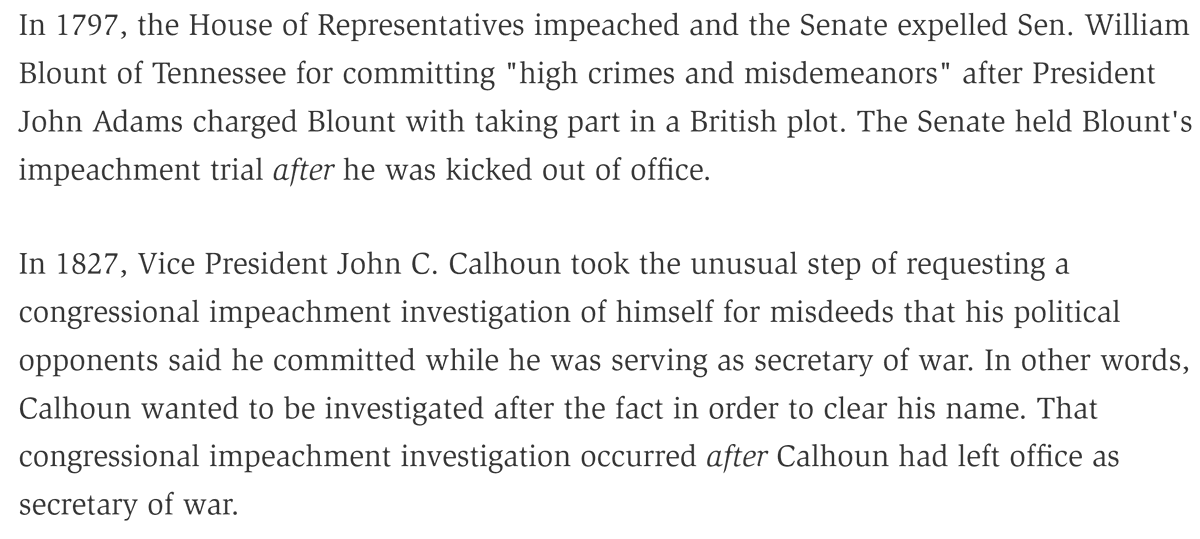 In 1797, the House of Representatives impeached and the Senate expelled Sen. William
Blount of Tennessee for committing "high crimes and misdemeanors" after President
John Adams charged Blount with taking part in a British plot. The Senate held Blount's
impeachment trial after he was kicked out of office.
In 1827, Vice President John C. Calhoun took the unusual step of requesting a
congressional impeachment investigation of himself for misdeeds that his political
opponents said he committed while he was serving as secretary of war. In other words,
Calhoun wanted to be investigated after the fact in order to clear his name. That
congressional impeachment investigation occurred after Calhoun had left office as
secretary of war.